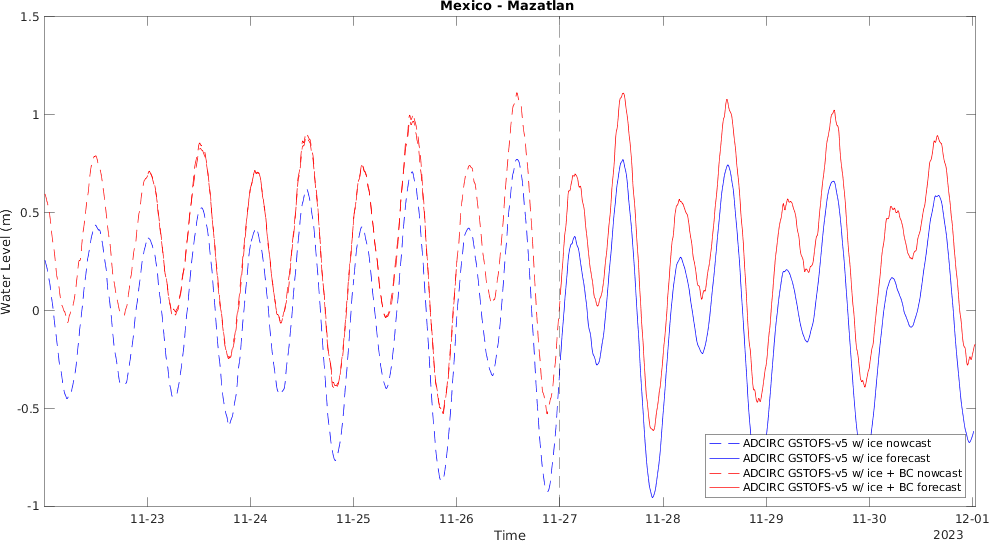 Mexico - Mazatlan
1.5
1
0.5
0
-0.5
-1
Water Level (m)
ADCIRC GSTOFS-v5 w/ ice nowcast
ADCIRC GSTOFS-v5 w/ ice forecast
ADCIRC GSTOFS-v5 w/ ice + BC nowcast
ADCIRC GSTOFS-v5 w/ ice + BC forecast
11-23 11-24 11-25 11-26 11-27 11-28 11-29 11-30 12-01
Time
2023